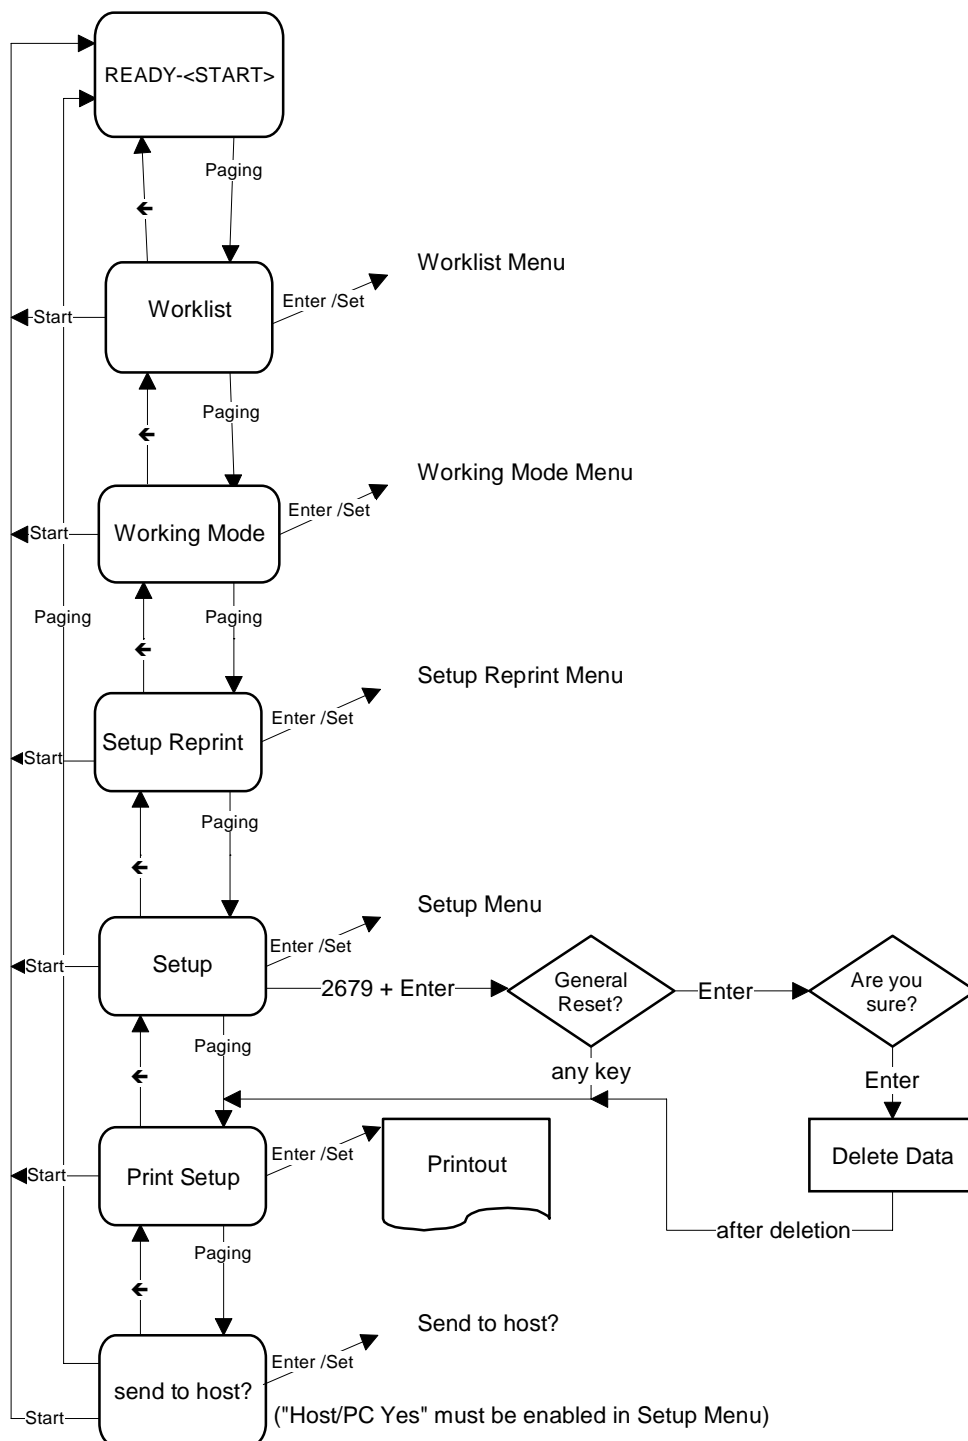 READY-<START>
Paging
←
Worklist Menu
Worklist
Enter /Set
Start
Paging
←
Working Mode Menu
Working Mode
Enter /Set
Start
Paging
Paging
←
Setup Reprint Menu
Setup Reprint
Enter /Set
Start
Paging
←
Setup Menu
Setup
Enter /Set
Start
2679 + Enter
General
Reset?
Enter
Are you
sure?
Paging
any key
Enter
←
Print Setup
Enter /Set
Start
Printout
Delete Data
after deletion
Paging
←
Send to host?
Enter /Set
send to host?
Start
("Host/PC Yes" must be enabled in Setup Menu)